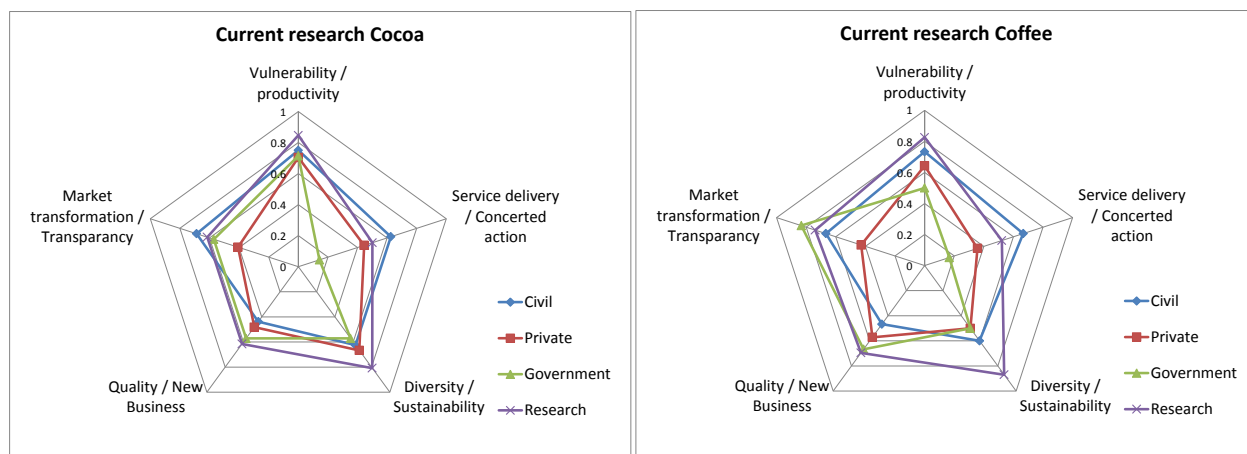 Current research Cocoa
Vulnerability /
productivity
1
0.8
0.6
0.4
0.2
0
Service delivery
/ Concerted
action
Diversity /
Sustainability
Quality / New
Business
Market
transformation /
Transparancy
Civil
Private
Government
Research
Current research Coffee
Vulnerability /
productivity
1
0.8
0.6
0.4
0.2
0
Service delivery
/ Concerted
action
Diversity /
Sustainability
Quality / New
Business
Market
transformation /
Transparancy
Civil
Private
Government
Research